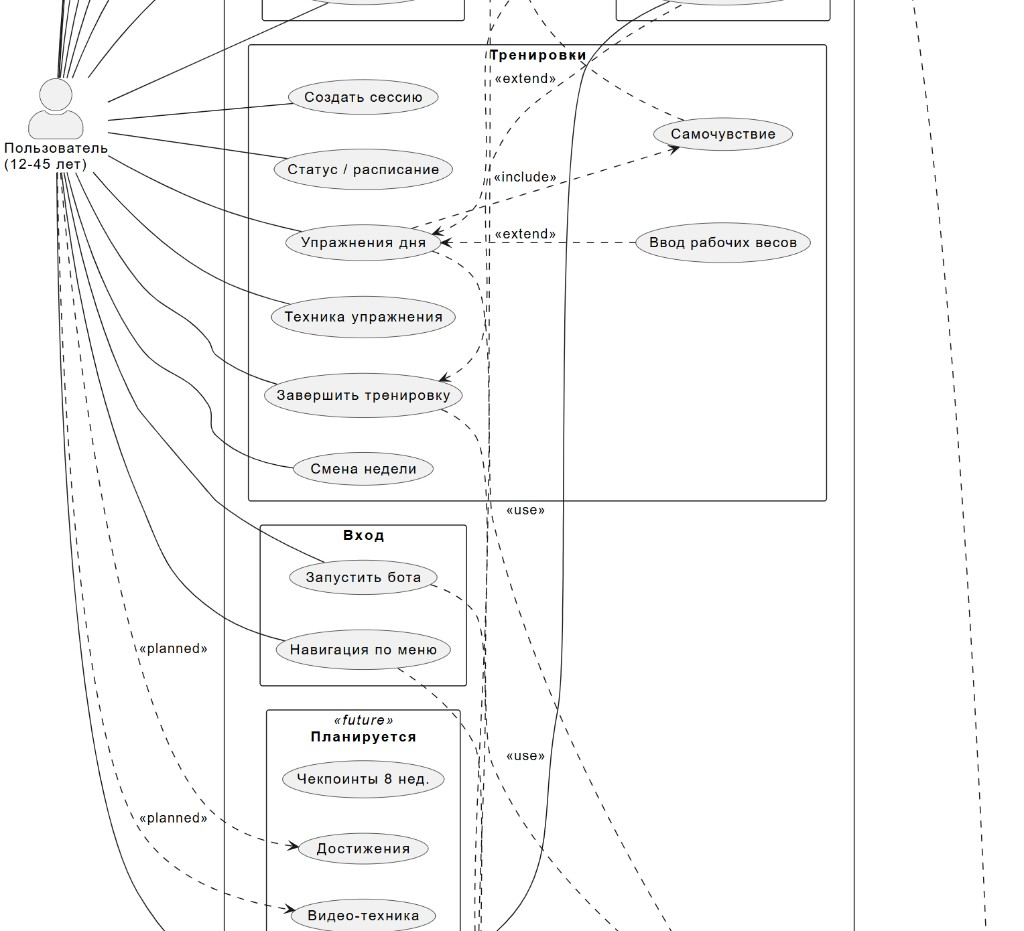 Тренировки
«extend»
Создать сессию
Самочувствие
Пользователь
(12-45 лет)
Статус / расписание
«include»
«extend»
Упражнения дня
Ввод рабочих весов
Техника упражнения
Завершить тренировку
Смена недели
«use»
Вход
Запустить бота
Навигация по меню
«planned»
«future»
Планируется
«use»
Чекпоинты 8 нед.
«planned»
Достижения
Видео-техника